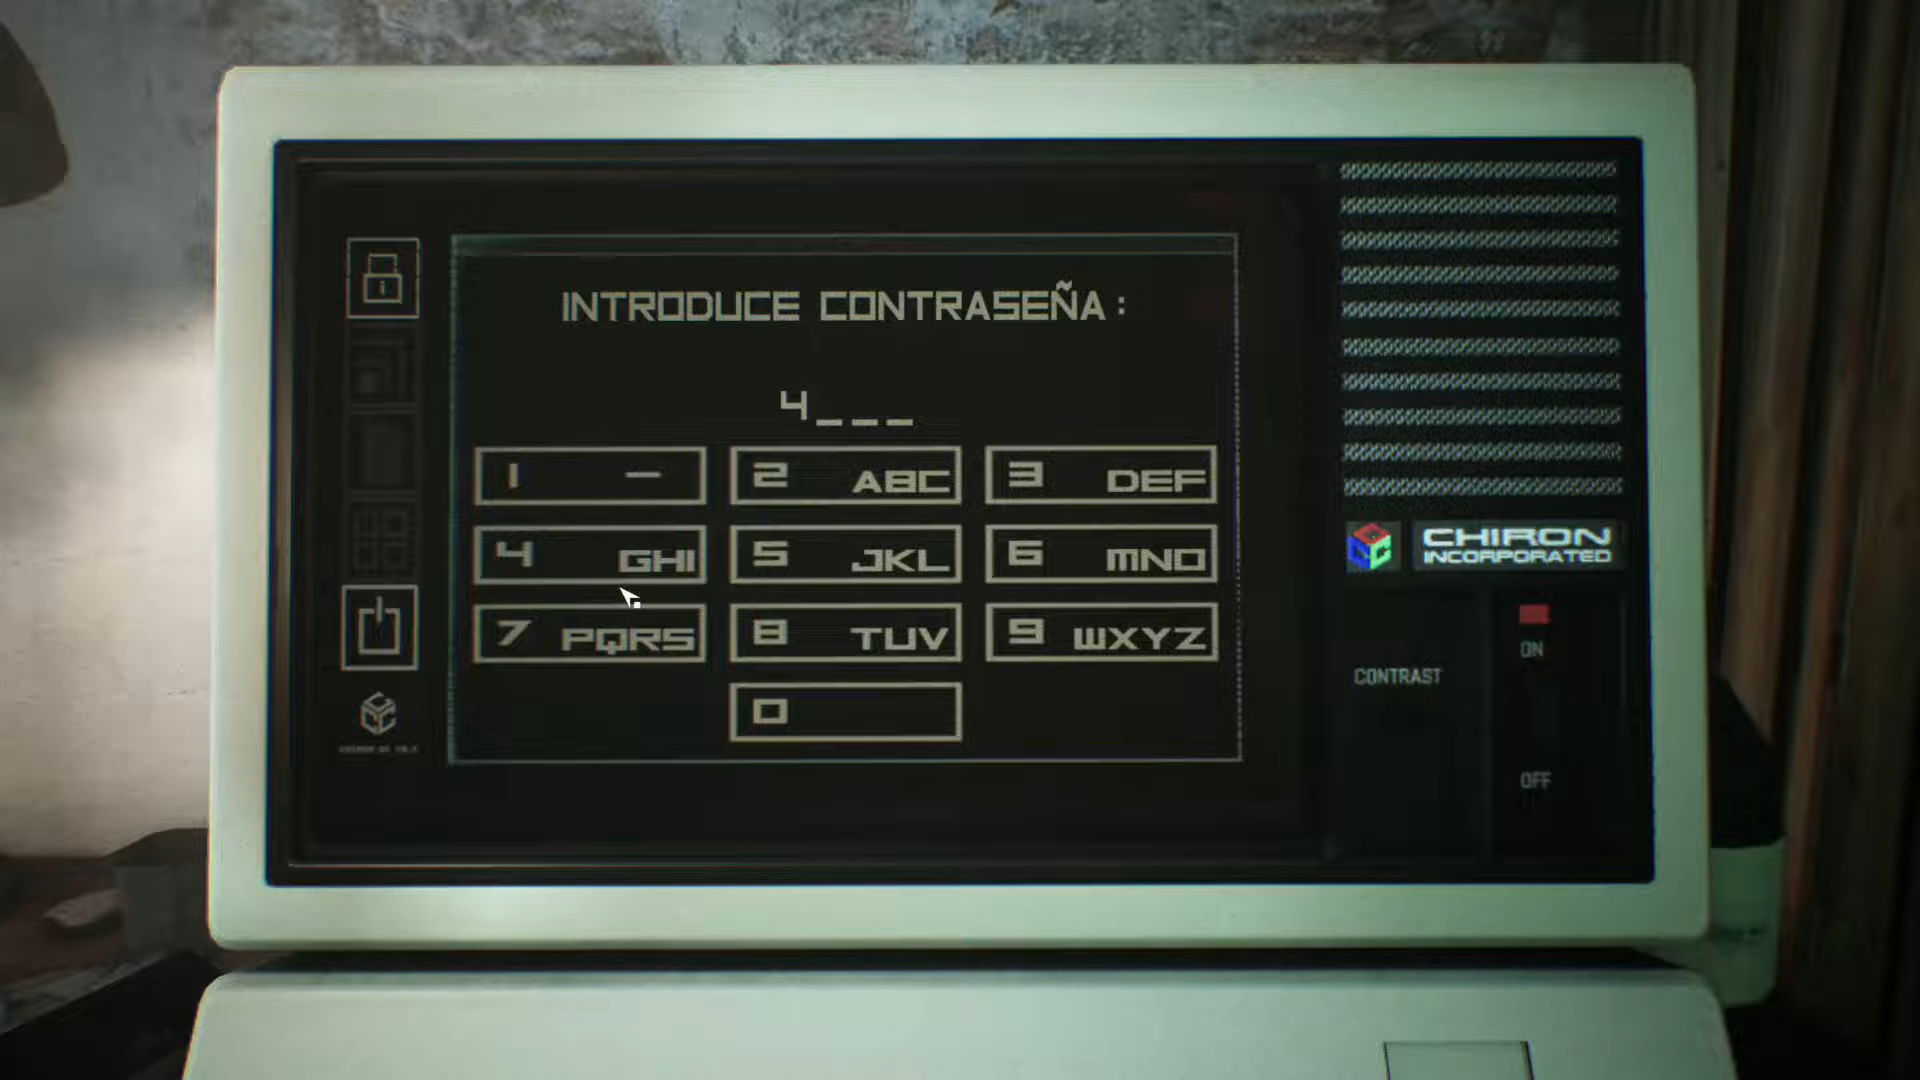 INTRODUCE CONTRASEÑA:
4___
1 –
2 ABC
3 DEF
4 GHI
5 JKL
6 MNO
7 PQRS
8 TUV
9 WXYZ
0
CHIRON
INCORPORATED
ON
CONTRAST
OFF